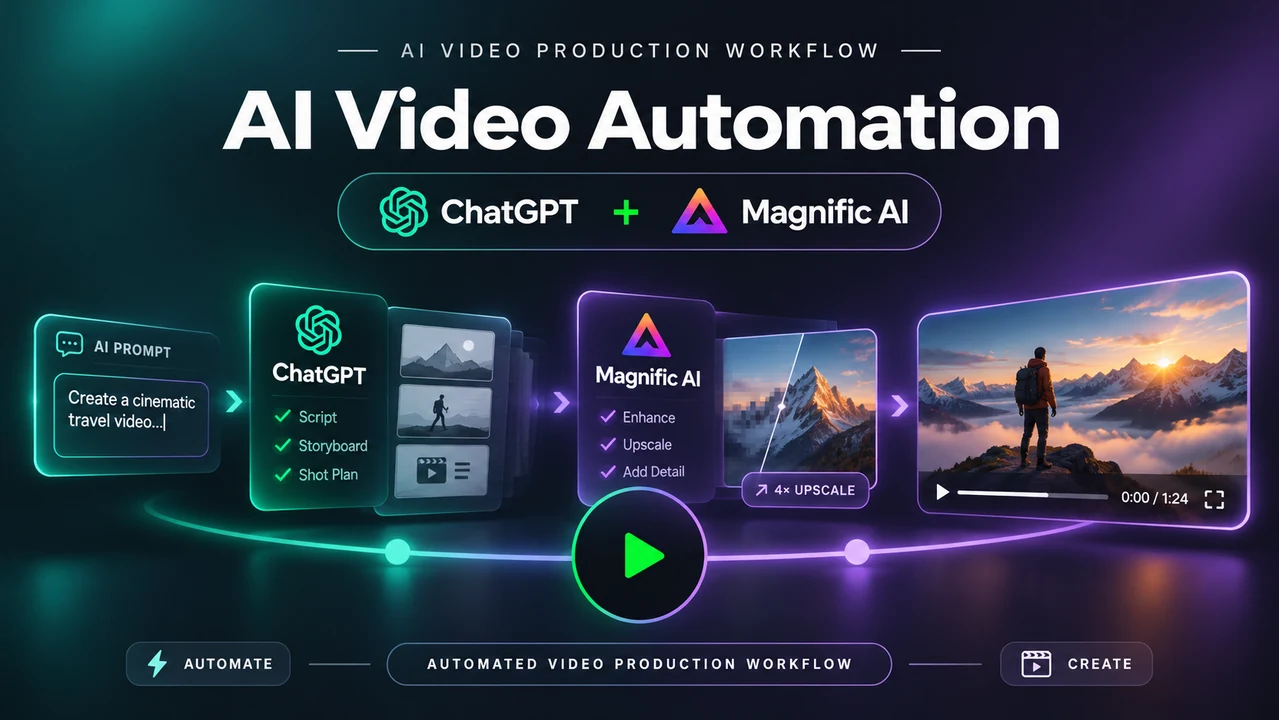 AI VIDEO PRODUCTION WORKFLOW
AI Video Automation
ChatGPT + Magnific AI
AI PROMPT
Create a cinematic
travel video...
ChatGPT
Script
Storyboard
Shot Plan
Magnific AI
Enhance
Upscale
Add Detail
4× UPSCALE
0:00 / 1:24
AUTOMATE
AUTOMATED VIDEO PRODUCTION WORKFLOW
CREATE